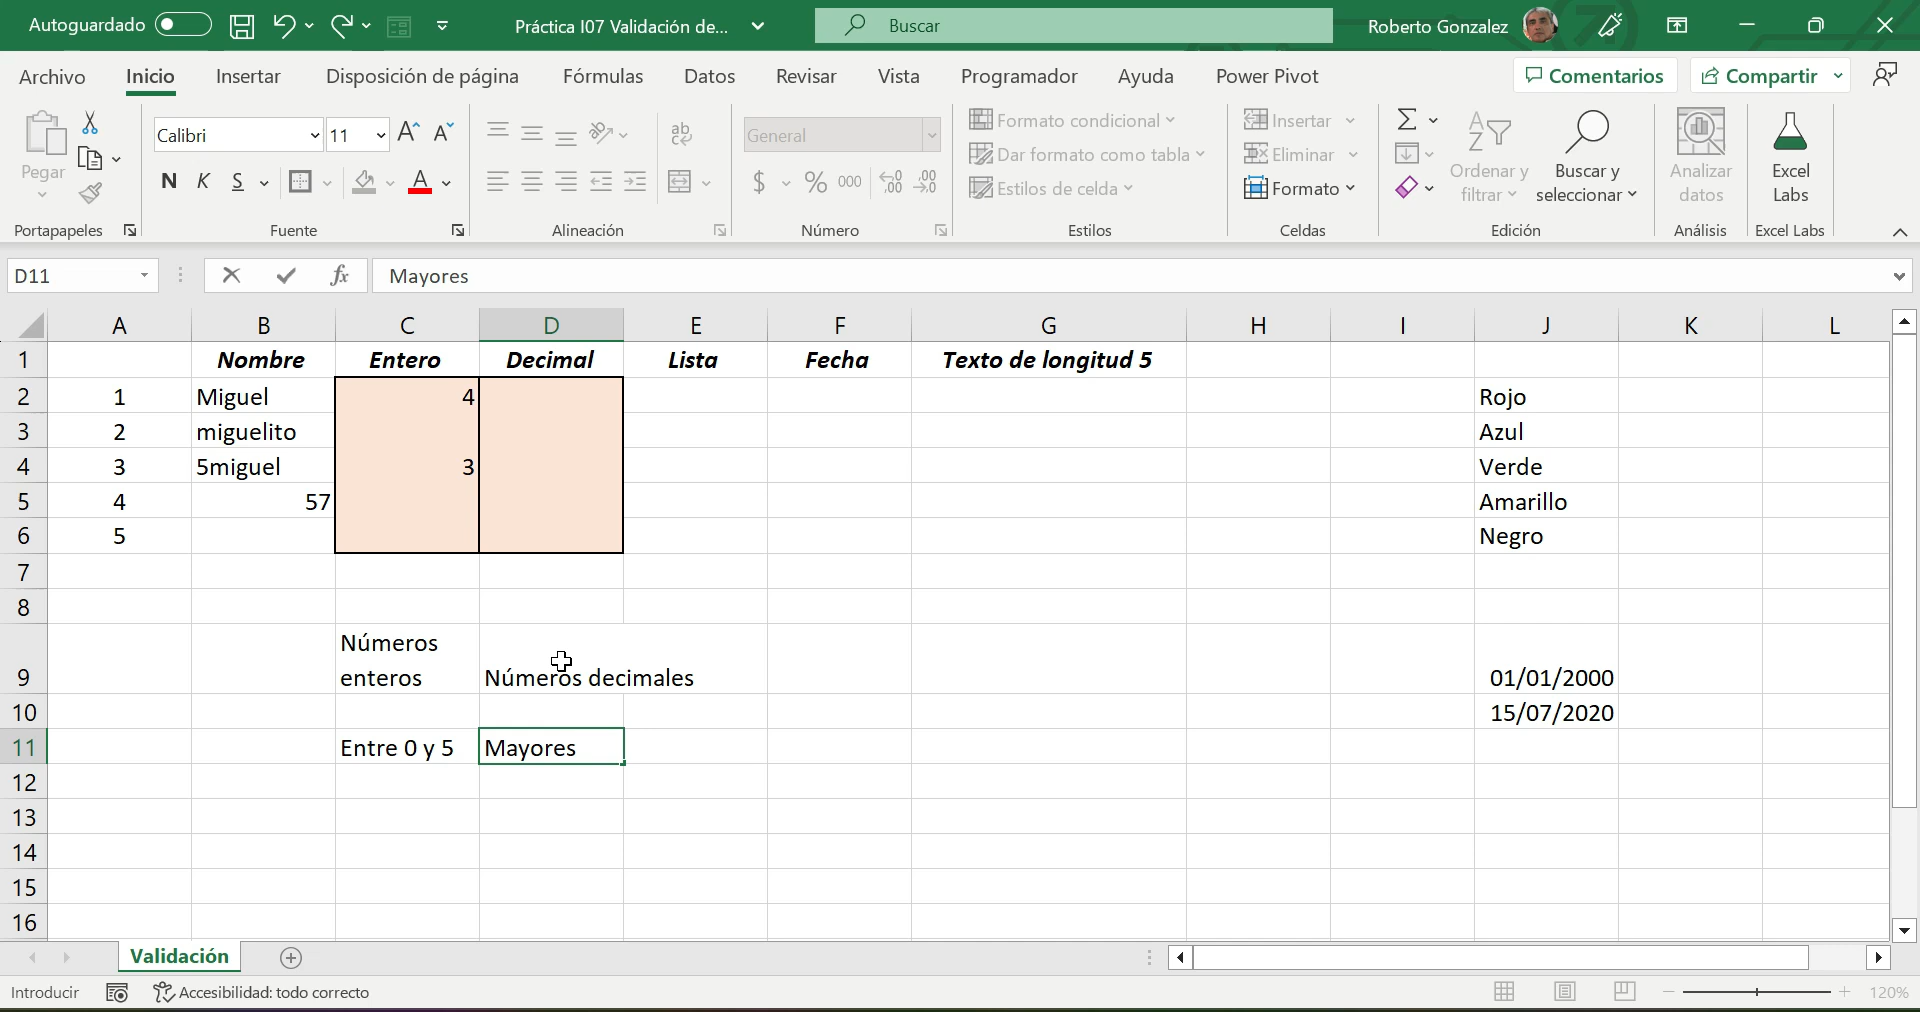 Autoguardado
Práctica I07 Validación de...
Buscar
Roberto Gonzalez
Archivo Inicio Insertar Disposición de página Fórmulas Datos Revisar Vista Programador Ayuda Power Pivot Comentarios Compartir
Pegar
Calibri 11
N K S
ab
General
$ % 000
Formato condicional
Dar formato como tabla
Estilos de celda
Insertar
Eliminar
Formato
Ordenar y filtrar
Buscar y seleccionar
Analizar datos
Excel Labs
Portapapeles Fuente Alineación Número Estilos Celdas Edición Análisis Excel Labs
D11 fx Mayores
A B C D E F G H I J K L
1 Nombre Entero Decimal Lista Fecha Texto de longitud 5
2 1 Miguel 4 Rojo
3 2 miguelito Azul
4 3 5miguel 3 Verde
5 4 57 Amarillo
6 5 Negro
7
8
9 Números enteros Números decimales 01/01/2000
10 15/07/2020
11 Entre 0 y 5 Mayores
12
13
14
15
16
Validación
Introducir Accesibilidad: todo correcto 120%